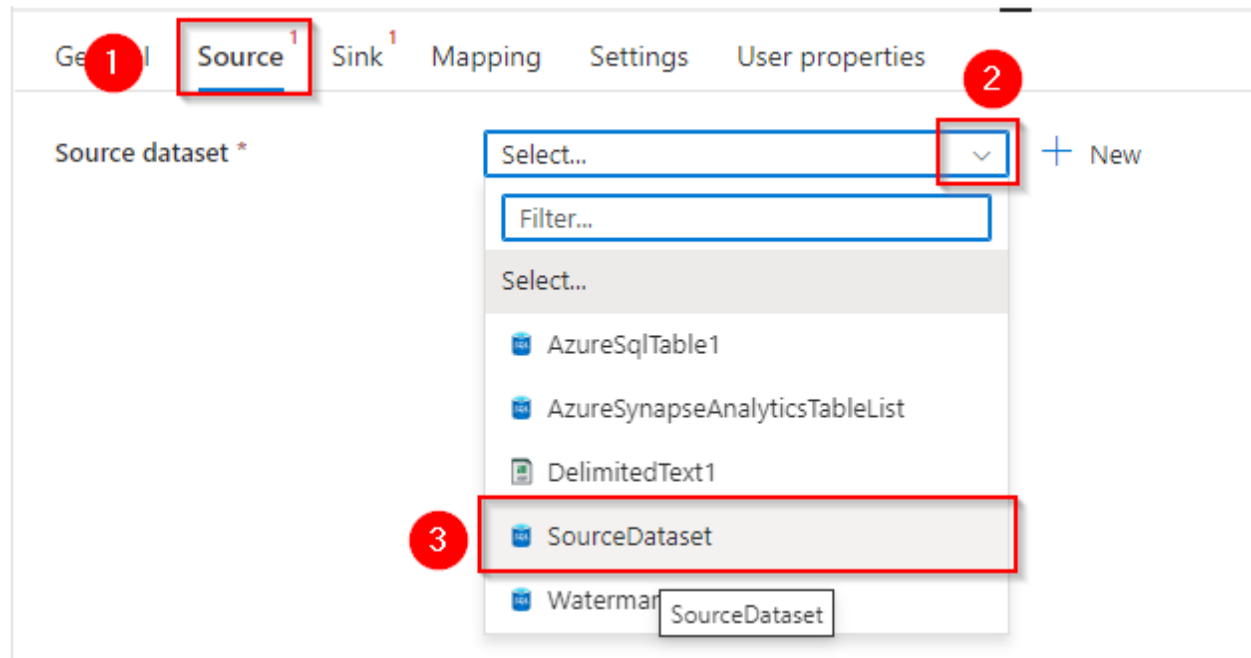 1
Source 1 Sink 1 Mapping Settings User properties
2
Source dataset *
Select...
New
Filter...
Select...
AzureSqlTable1
AzureSynapseAnalyticsTableList
DelimitedText1
3
SourceDataset
SourceDataset